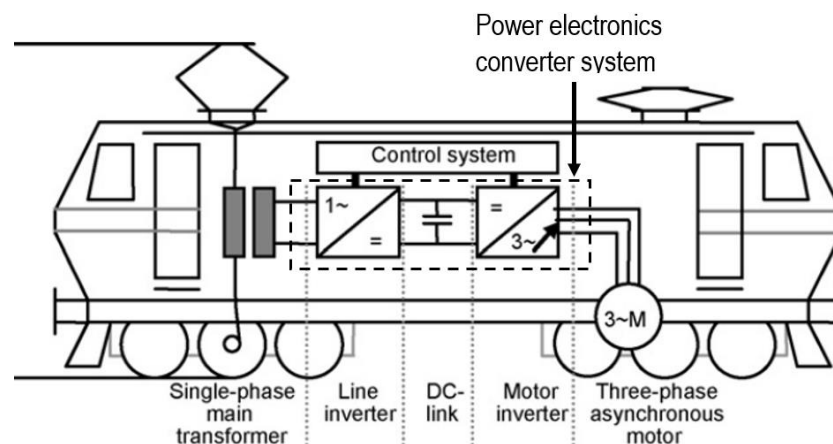 Power electronics
converter system
Control system
1~
=
=
3~
3~M
Single-phase
main
transformer
Line
inverter
DC-
link
Motor
inverter
Three-phase
asynchronous
motor